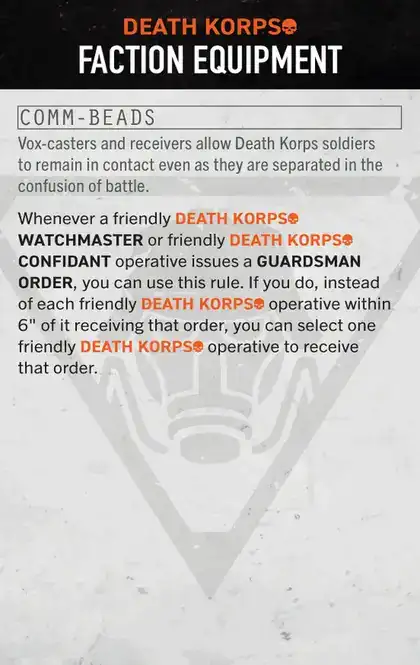 DEATH KORPS
FACTION EQUIPMENT
COMM-BEADS
Vox-casters and receivers allow Death Korps soldiers
to remain in contact even as they are separated in the
confusion of battle.
Whenever a friendly DEATH KORPS
WATCHMASTER or friendly DEATH KORPS
CONFIDANT operative issues a GUARDSMAN
ORDER, you can use this rule. If you do, instead
of each friendly DEATH KORPS operative within
6" of it receiving that order, you can select one
friendly DEATH KORPS operative to receive
that order.